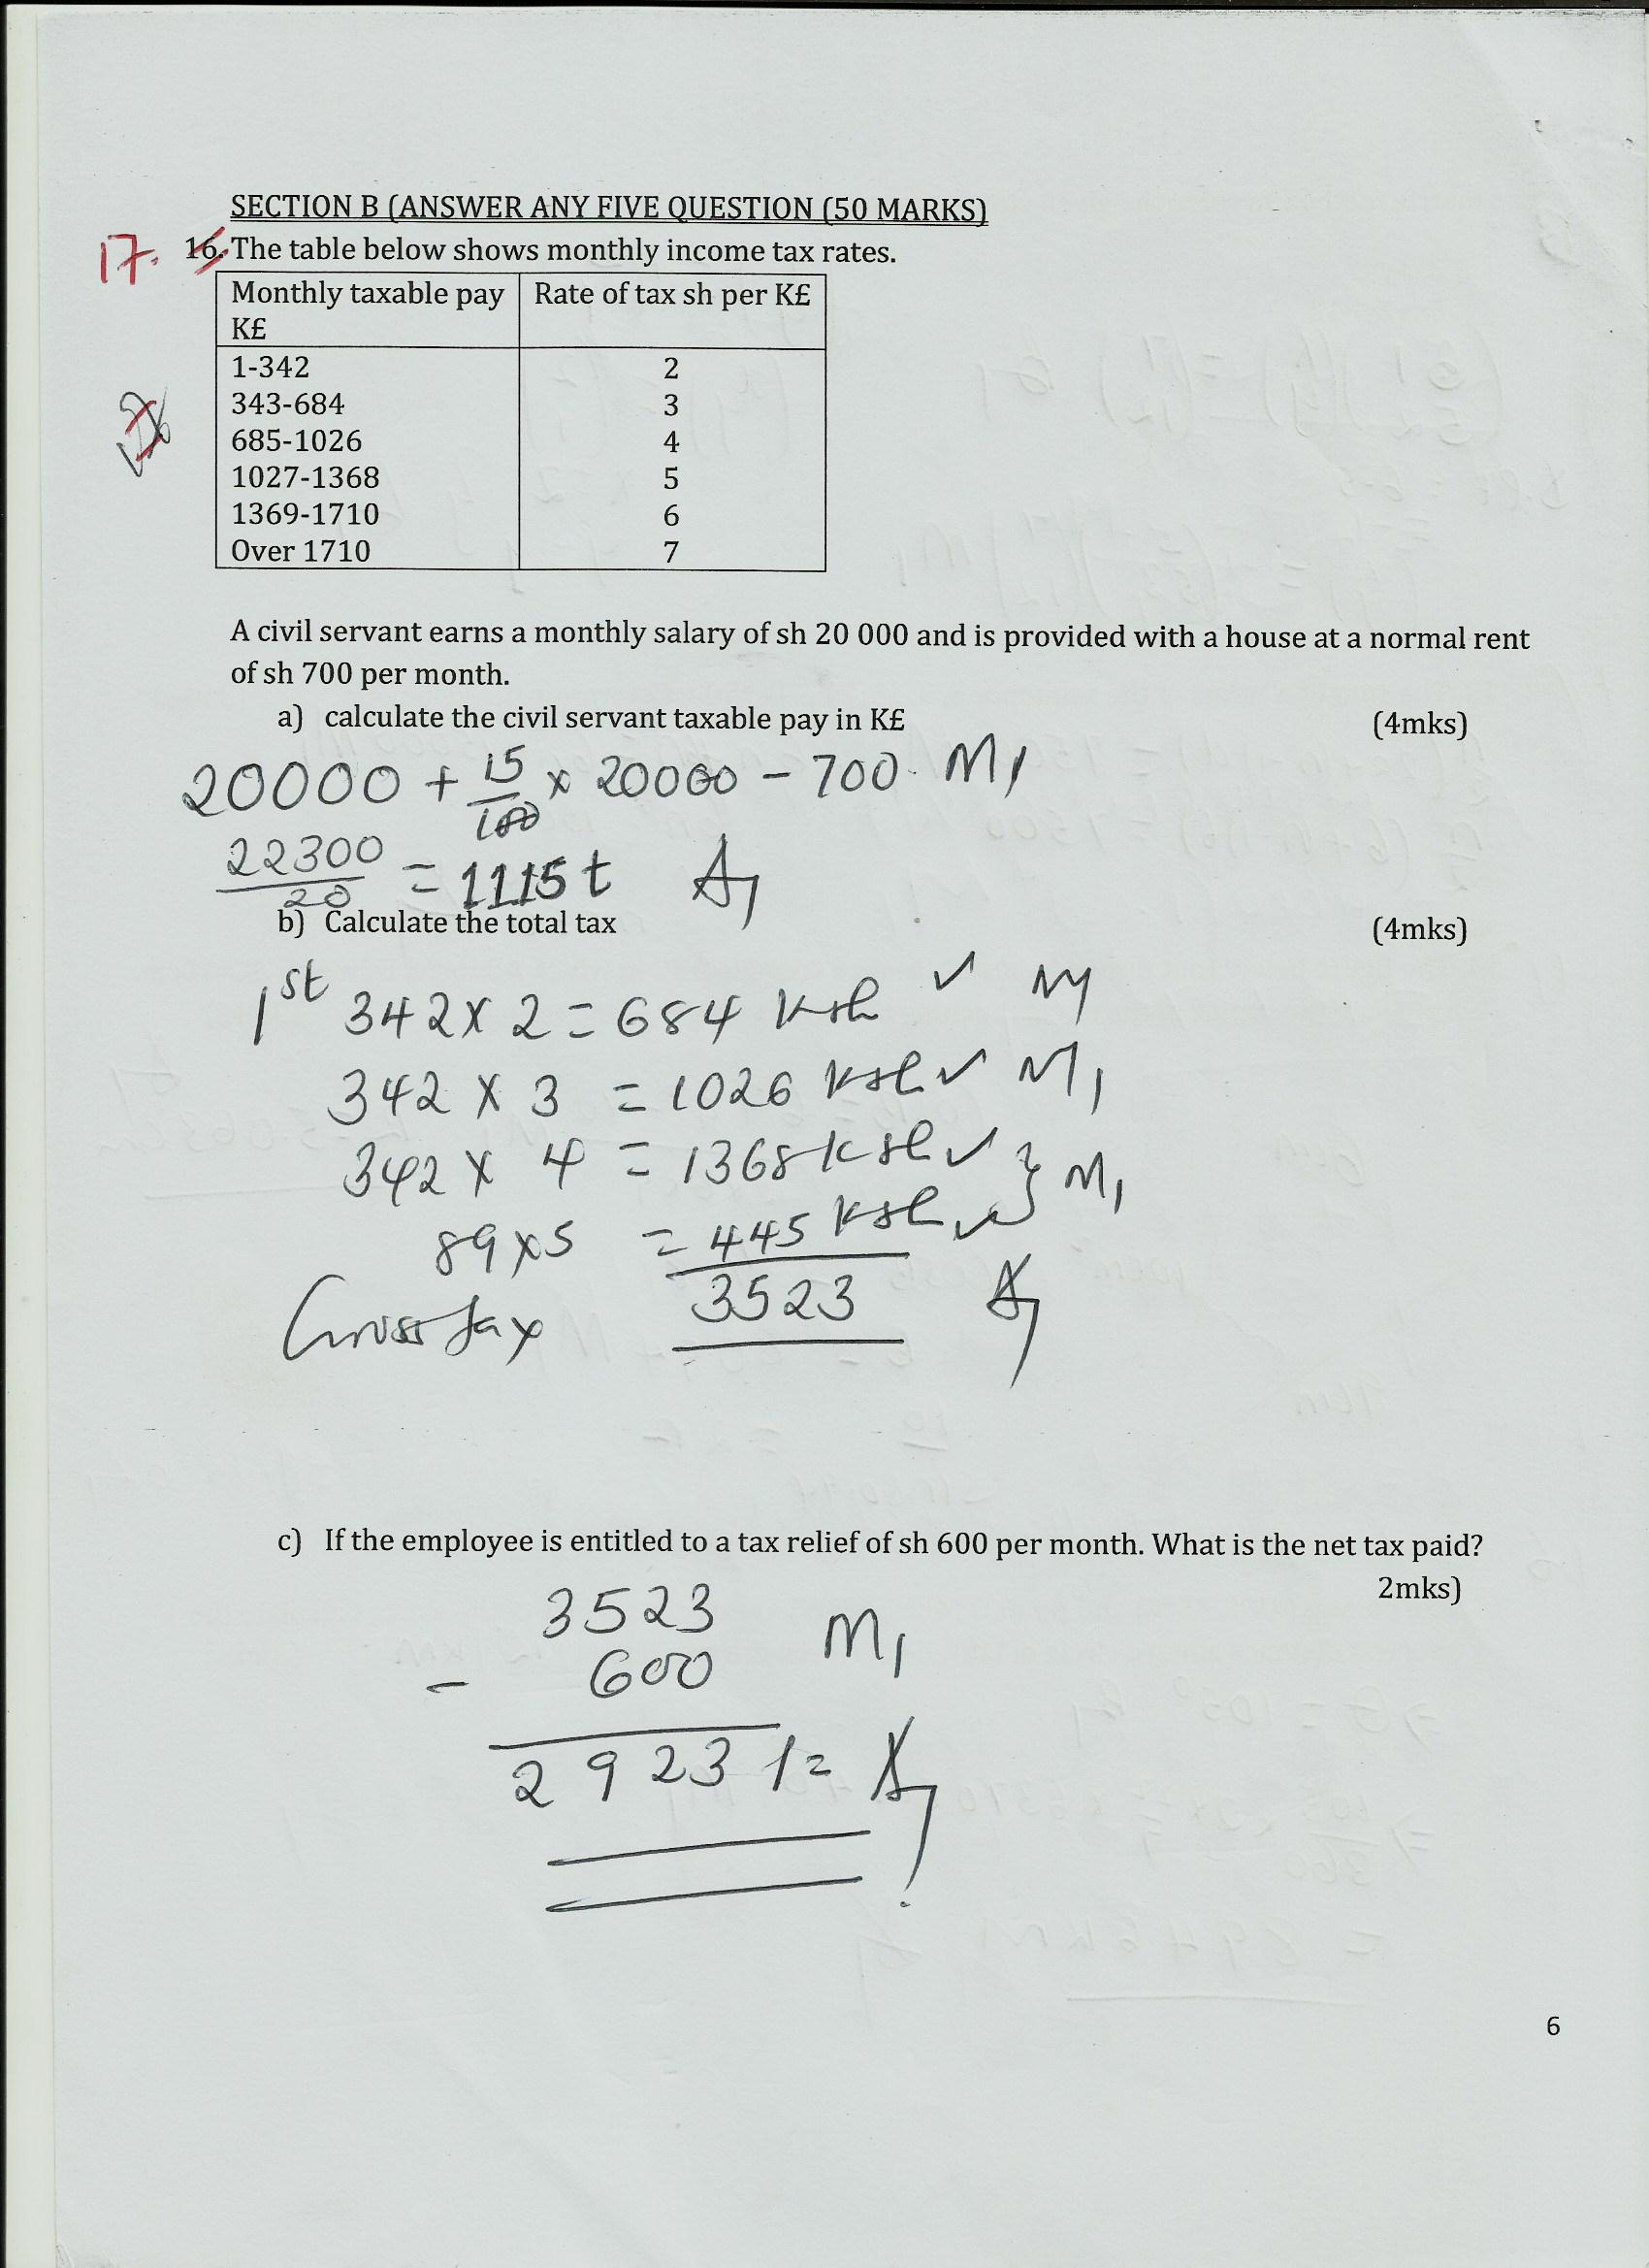 SECTION B (ANSWER ANY FIVE QUESTION (50 MARKS)
17. 16. The table below shows monthly income tax rates.
Monthly taxable pay K£ Rate of tax sh per K£
1-342 2
343-684 3
685-1026 4
1027-1368 5
1369-1710 6
Over 1710 7
A civil servant earns a monthly salary of sh 20 000 and is provided with a house at a normal rent
of sh 700 per month.
a) calculate the civil servant taxable pay in K£ (4mks)
20000 + 15/100 x 20000 - 700 M1
22300/20 = 1115 t A1
b) Calculate the total tax (4mks)
1st 342 x 2 = 684 Ksh ✓ M1
342 x 3 = 1026 Ksh ✓ M1
342 x 4 = 1368 Ksh ✓ } M1
89 x 5 = 445 Ksh ✓
Gross tax 3523 A1
c) If the employee is entitled to a tax relief of sh 600 per month. What is the net tax paid?
2mks)
3523 M1
- 600
2923/= A1
6